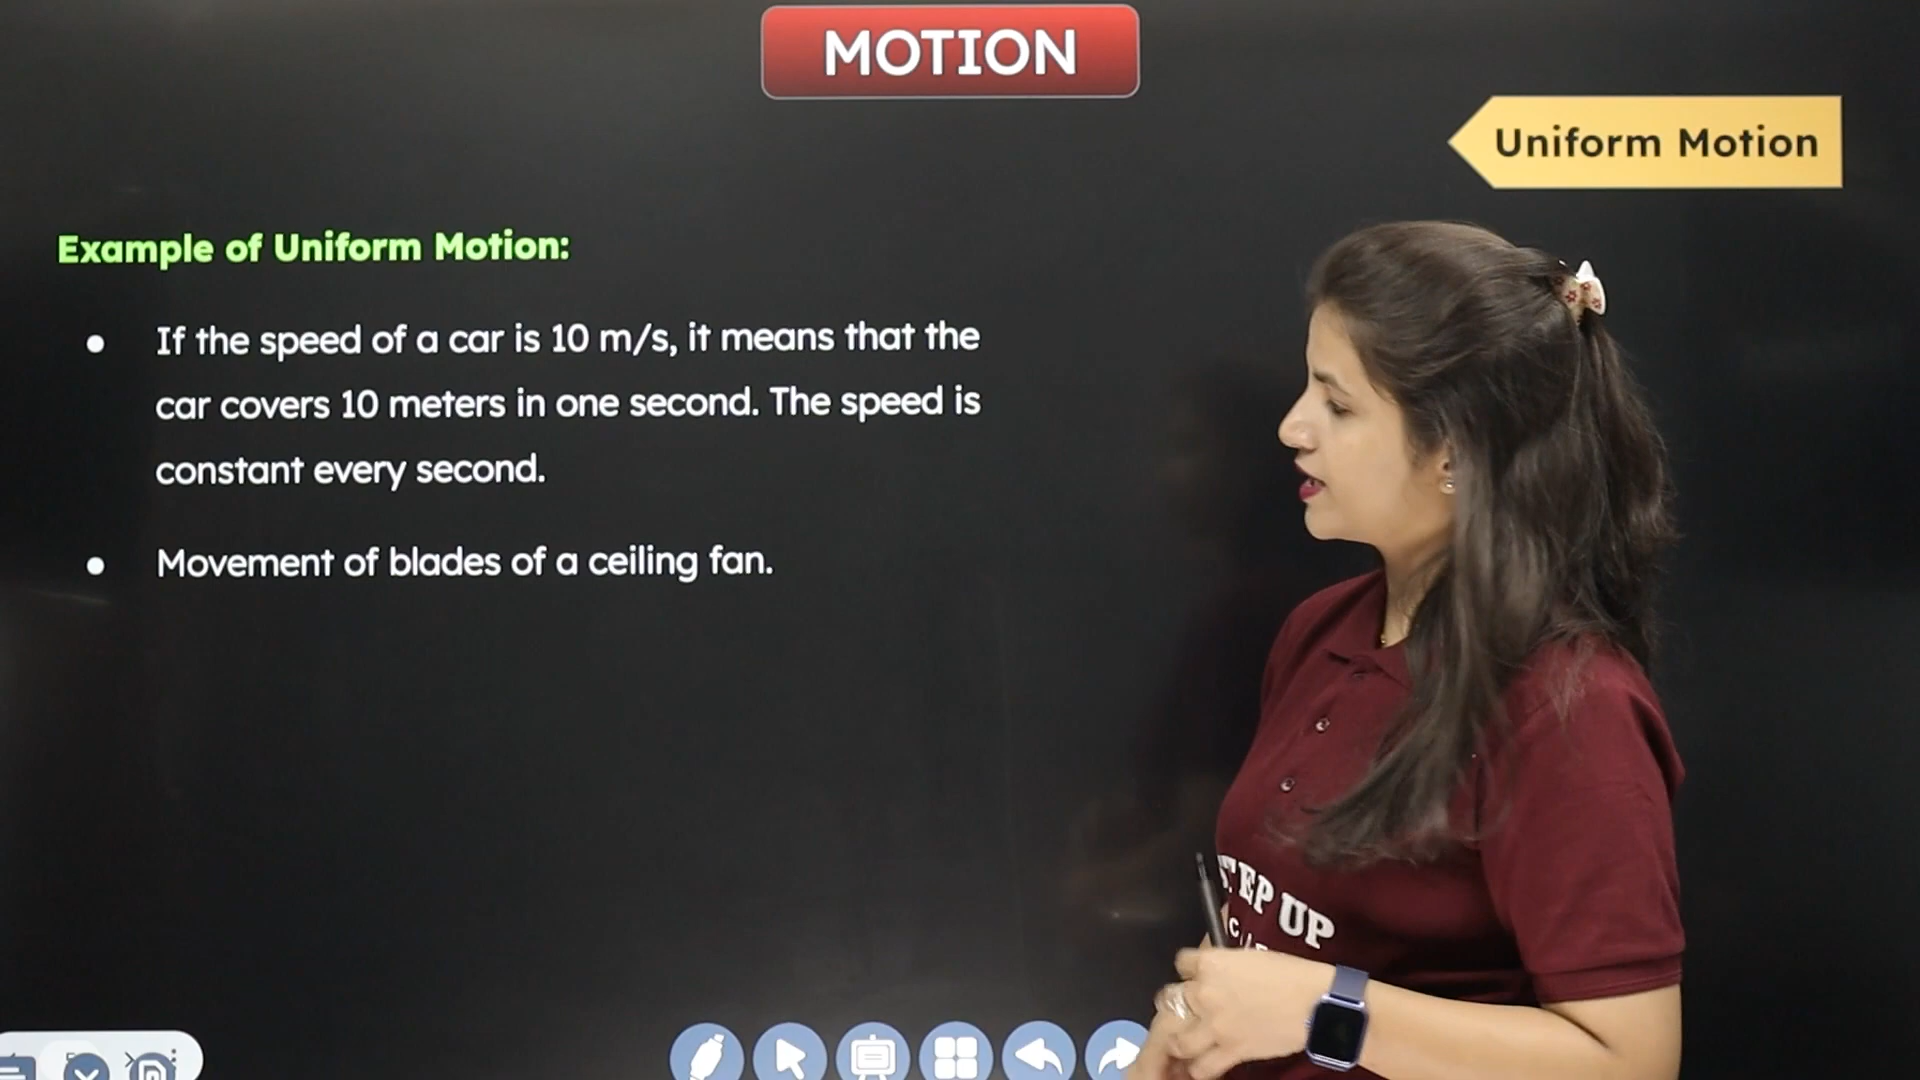 MOTION
Uniform Motion
Example of Uniform Motion:
If the speed of a car is 10 m/s, it means that the
car covers 10 meters in one second. The speed is
constant every second.
Movement of blades of a ceiling fan.
TEP UP